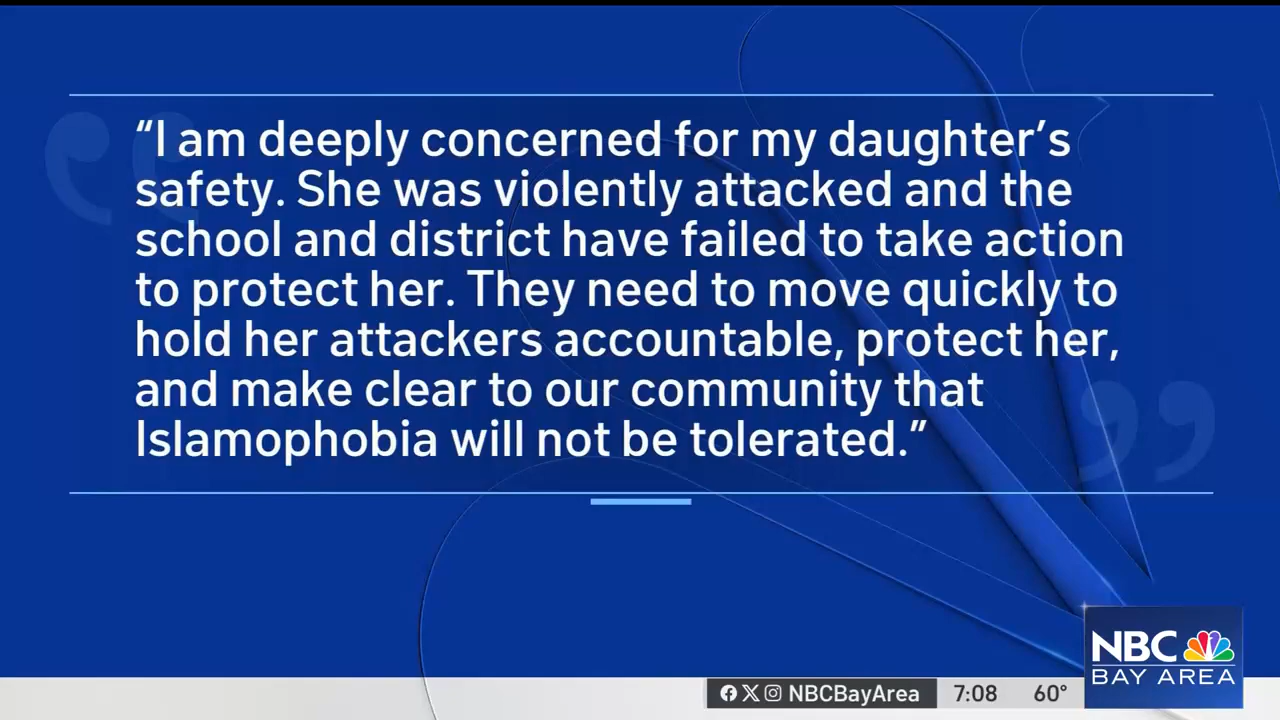 “I am deeply concerned for my daughter’s
safety. She was violently attacked and the
school and district have failed to take action
to protect her. They need to move quickly to
hold her attackers accountable, protect her,
and make clear to our community that
Islamophobia will not be tolerated.”
NBC
BAY AREA
NBCBayArea 7:08 60°